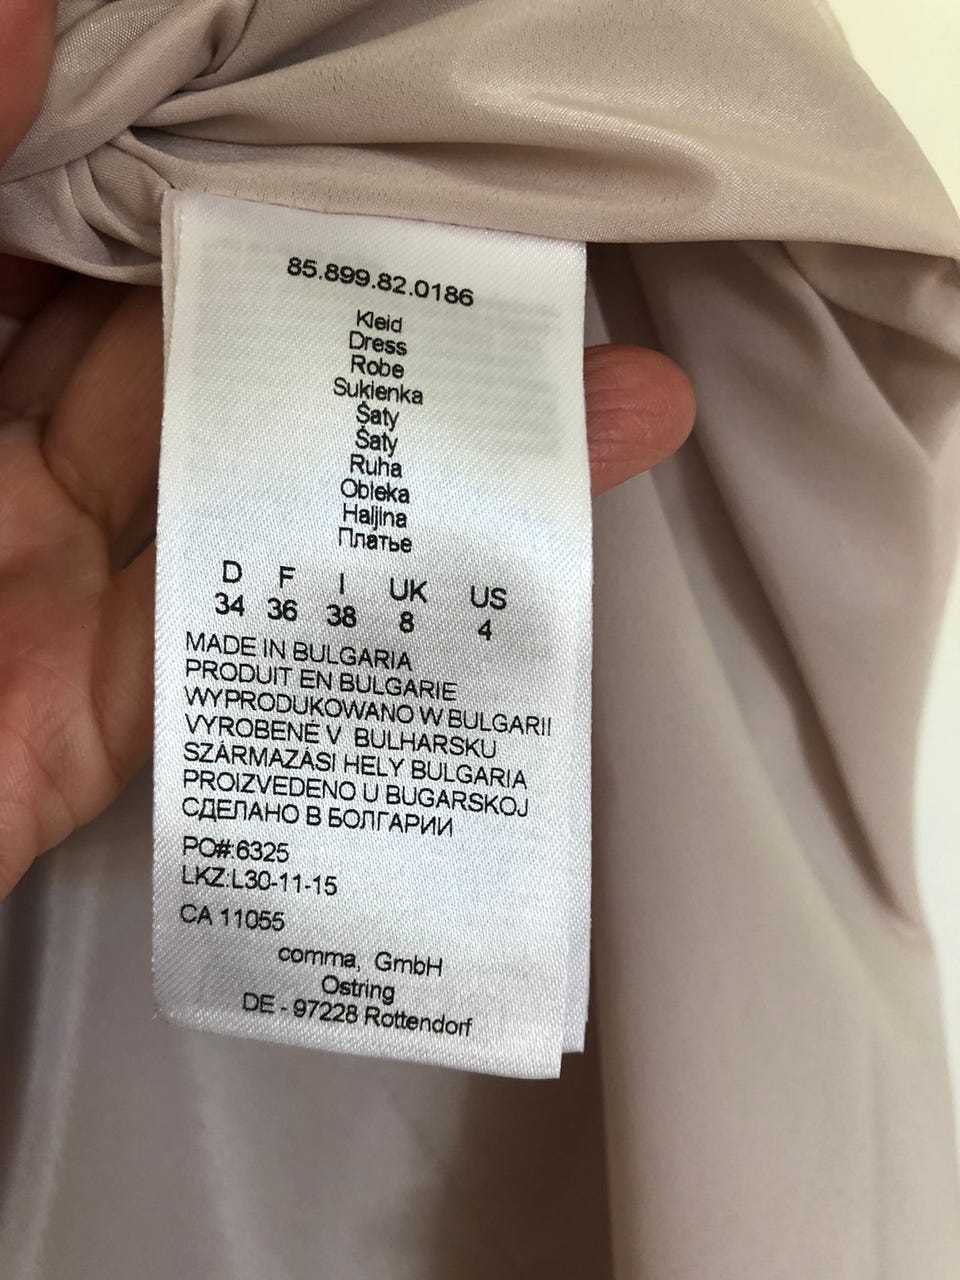 85.899.82.0186
Kleid
Dress
Robe
Sukienka
Šaty
Šaty
Ruha
Obleka
Haljina
Платье
D F I UK US
34 36 38 8 4
MADE IN BULGARIA
PRODUIT EN BULGARIE
WYPRODUKOWANO W BULGARII
VYROBENÉ V BULHARSKU
SZÁRMAZÁSI HELY BULGARIA
PROIZVEDENO U BUGARSKOJ
СДЕЛАНО В БОЛГАРИИ
PO#:6325
LKZ:L30-11-15
CA 11055
comma, GmbH
Ostring
DE - 97228 Rottendorf